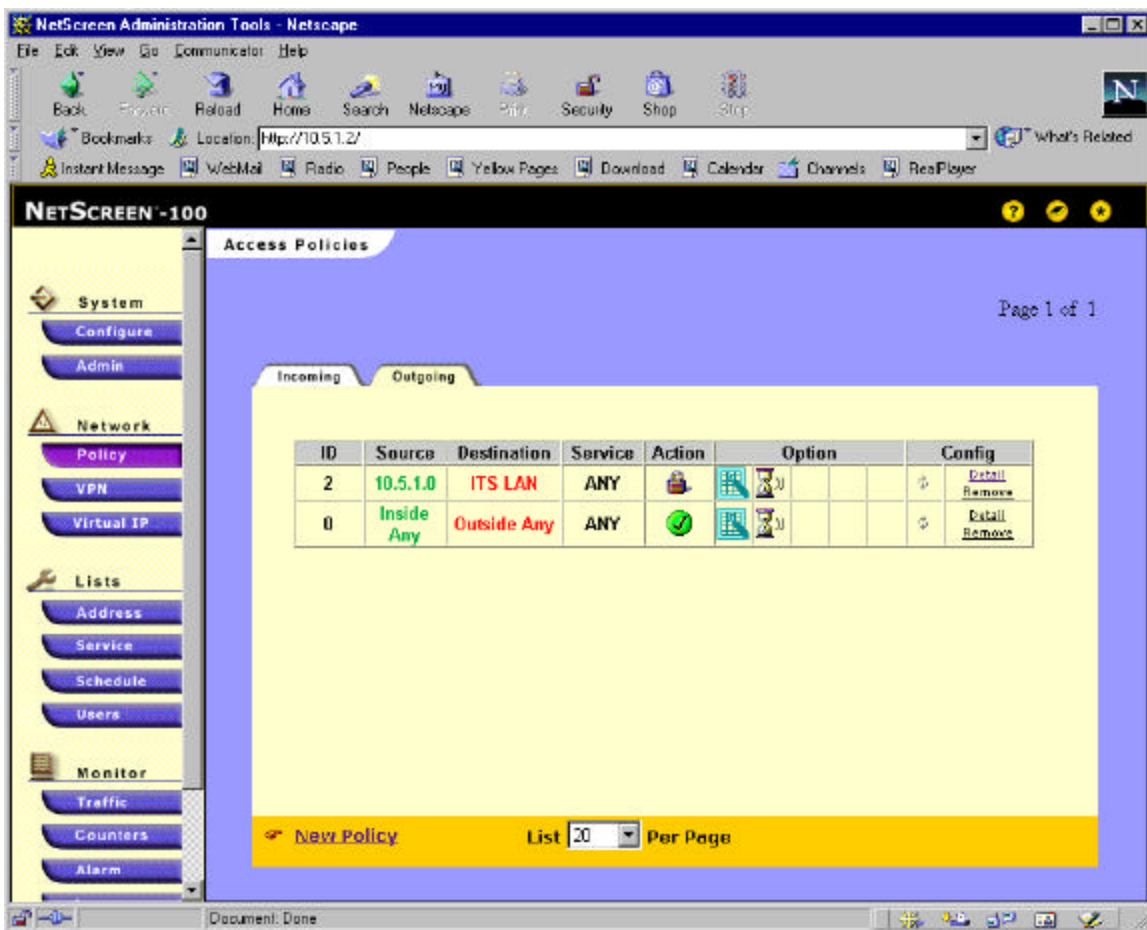 NetScreen Administration Tools - Netscape
File Edit View Go Communicator Help
Back Forward Reload Home Search Netscape Print Security Shop Stop
Bookmarks Location: http://10.5.1.2/ What's Related
Instant Message WebMail Radio People Yellow Pages Download Calendar Channels RealPlayer
NETSCREEN-100
Access Policies
Page 1 of 1
System
Configure
Admin
Network
Policy
VPN
Virtual IP
Lists
Address
Service
Schedule
Users
Monitor
Traffic
Counters
Alarm
Incoming Outgoing
ID Source Destination Service Action Option Config
2 10.5.1.0 ITS LAN ANY Detail Remove
0 Inside Any Outside Any ANY Detail Remove
New Policy List 20 Per Page
Document: Done